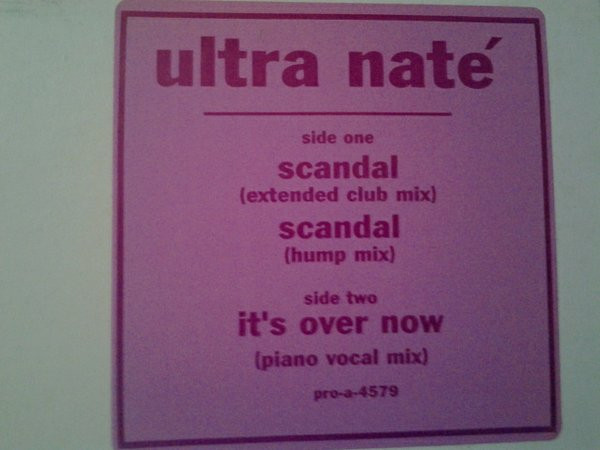 ultra naté
side one
scandal
(extended club mix)
scandal
(hump mix)
side two
it's over now
(piano vocal mix)
pro-a-4579